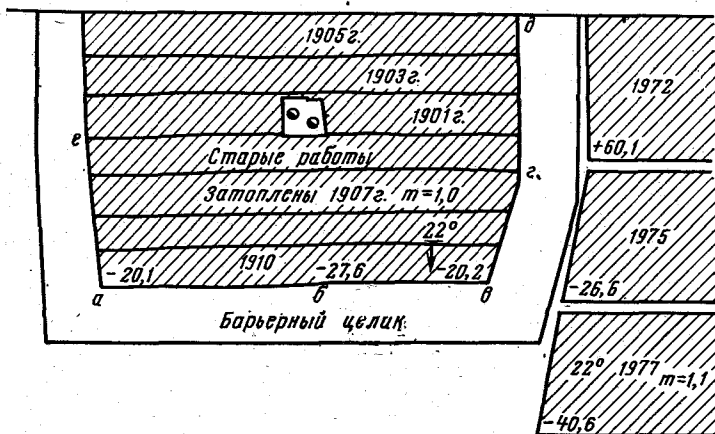 1905г.
д
1903г.
1972
1901г.
+60,1
е
Старые работы
г.
Затоплены 1907г. m=1,0
22°
1975
-20,1
1910
-27,6
-20,2
-26,6
а
б
в
Барьерный целик.
22° 1977
m=1,1
-40,6